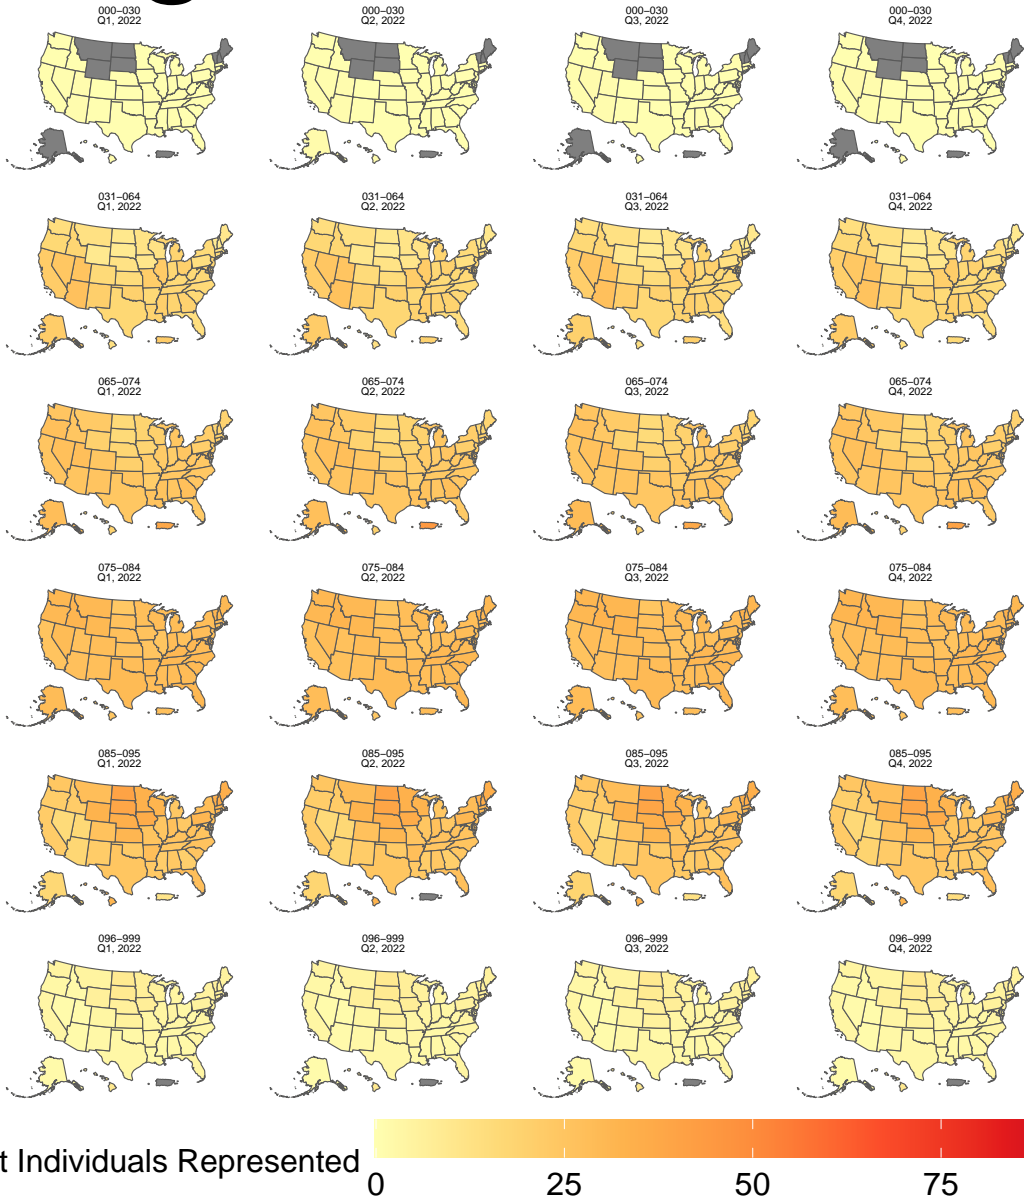 000–030 000–030 000–030 000–030
Q1, 2022 Q2, 2022 Q3, 2022 Q4, 2022
031–064 031–064 031–064 031–064
Q1, 2022 Q2, 2022 Q3, 2022 Q4, 2022
065–074 065–074 065–074 065–074
Q1, 2022 Q2, 2022 Q3, 2022 Q4, 2022
075–084 075–084 075–084 075–084
Q1, 2022 Q2, 2022 Q3, 2022 Q4, 2022
085–095 085–095 085–095 085–095
Q1, 2022 Q2, 2022 Q3, 2022 Q4, 2022
096–999 096–999 096–999 096–999
Q1, 2022 Q2, 2022 Q3, 2022 Q4, 2022
t Individuals Represented
0 25 50 75